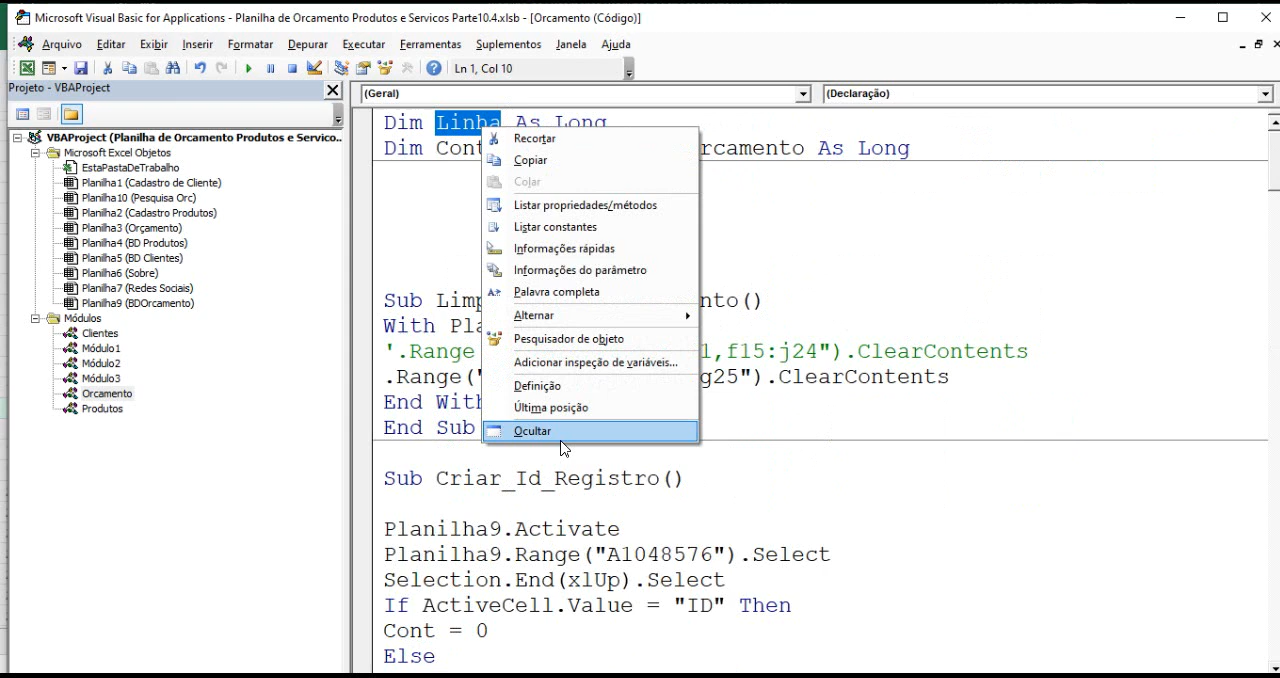 Microsoft Visual Basic for Applications - Planilha de Orcamento Produtos e Servicos Parte10.4.xlsb - [Orcamento (Código)]
Arquivo Editar Exibir Inserir Formatar Depurar Executar Ferramentas Suplementos Janela Ajuda
Ln 1, Col 10
Projeto - VBAProject
(Geral)
(Declaração)
VBAProject (Planilha de Orcamento Produtos e Servico..
Microsoft Excel Objetos
EstaPastaDeTrabalho
Planilha1 (Cadastro de Cliente)
Planilha10 (Pesquisa Orc)
Planilha2 (Cadastro Produtos)
Planilha3 (Orçamento)
Planilha4 (BD Produtos)
Planilha5 (BD Clientes)
Planilha6 (Sobre)
Planilha7 (Redes Sociais)
Planilha9 (BDOrcamento)
Módulos
Clientes
Módulo1
Módulo2
Módulo3
Orcamento
Produtos
Dim Linha As Long
Dim Cont rcamento As Long
Recortar
Copiar
Colar
Listar propriedades/métodos
Listar constantes
Informações rápidas
Informações do parâmetro
Palavra completa
Alternar
Pesquisador de objeto
Adicionar inspeção de variáveis...
Definição
Última posição
Ocultar
Sub Limp nto()
With Pla
'.Range 1,f15:j24").ClearContents
.Range(" g25").ClearContents
End With
End Sub
Sub Criar_Id_Registro()
Planilha9.Activate
Planilha9.Range("A1048576").Select
Selection.End(xlUp).Select
If ActiveCell.Value = "ID" Then
Cont = 0
Else